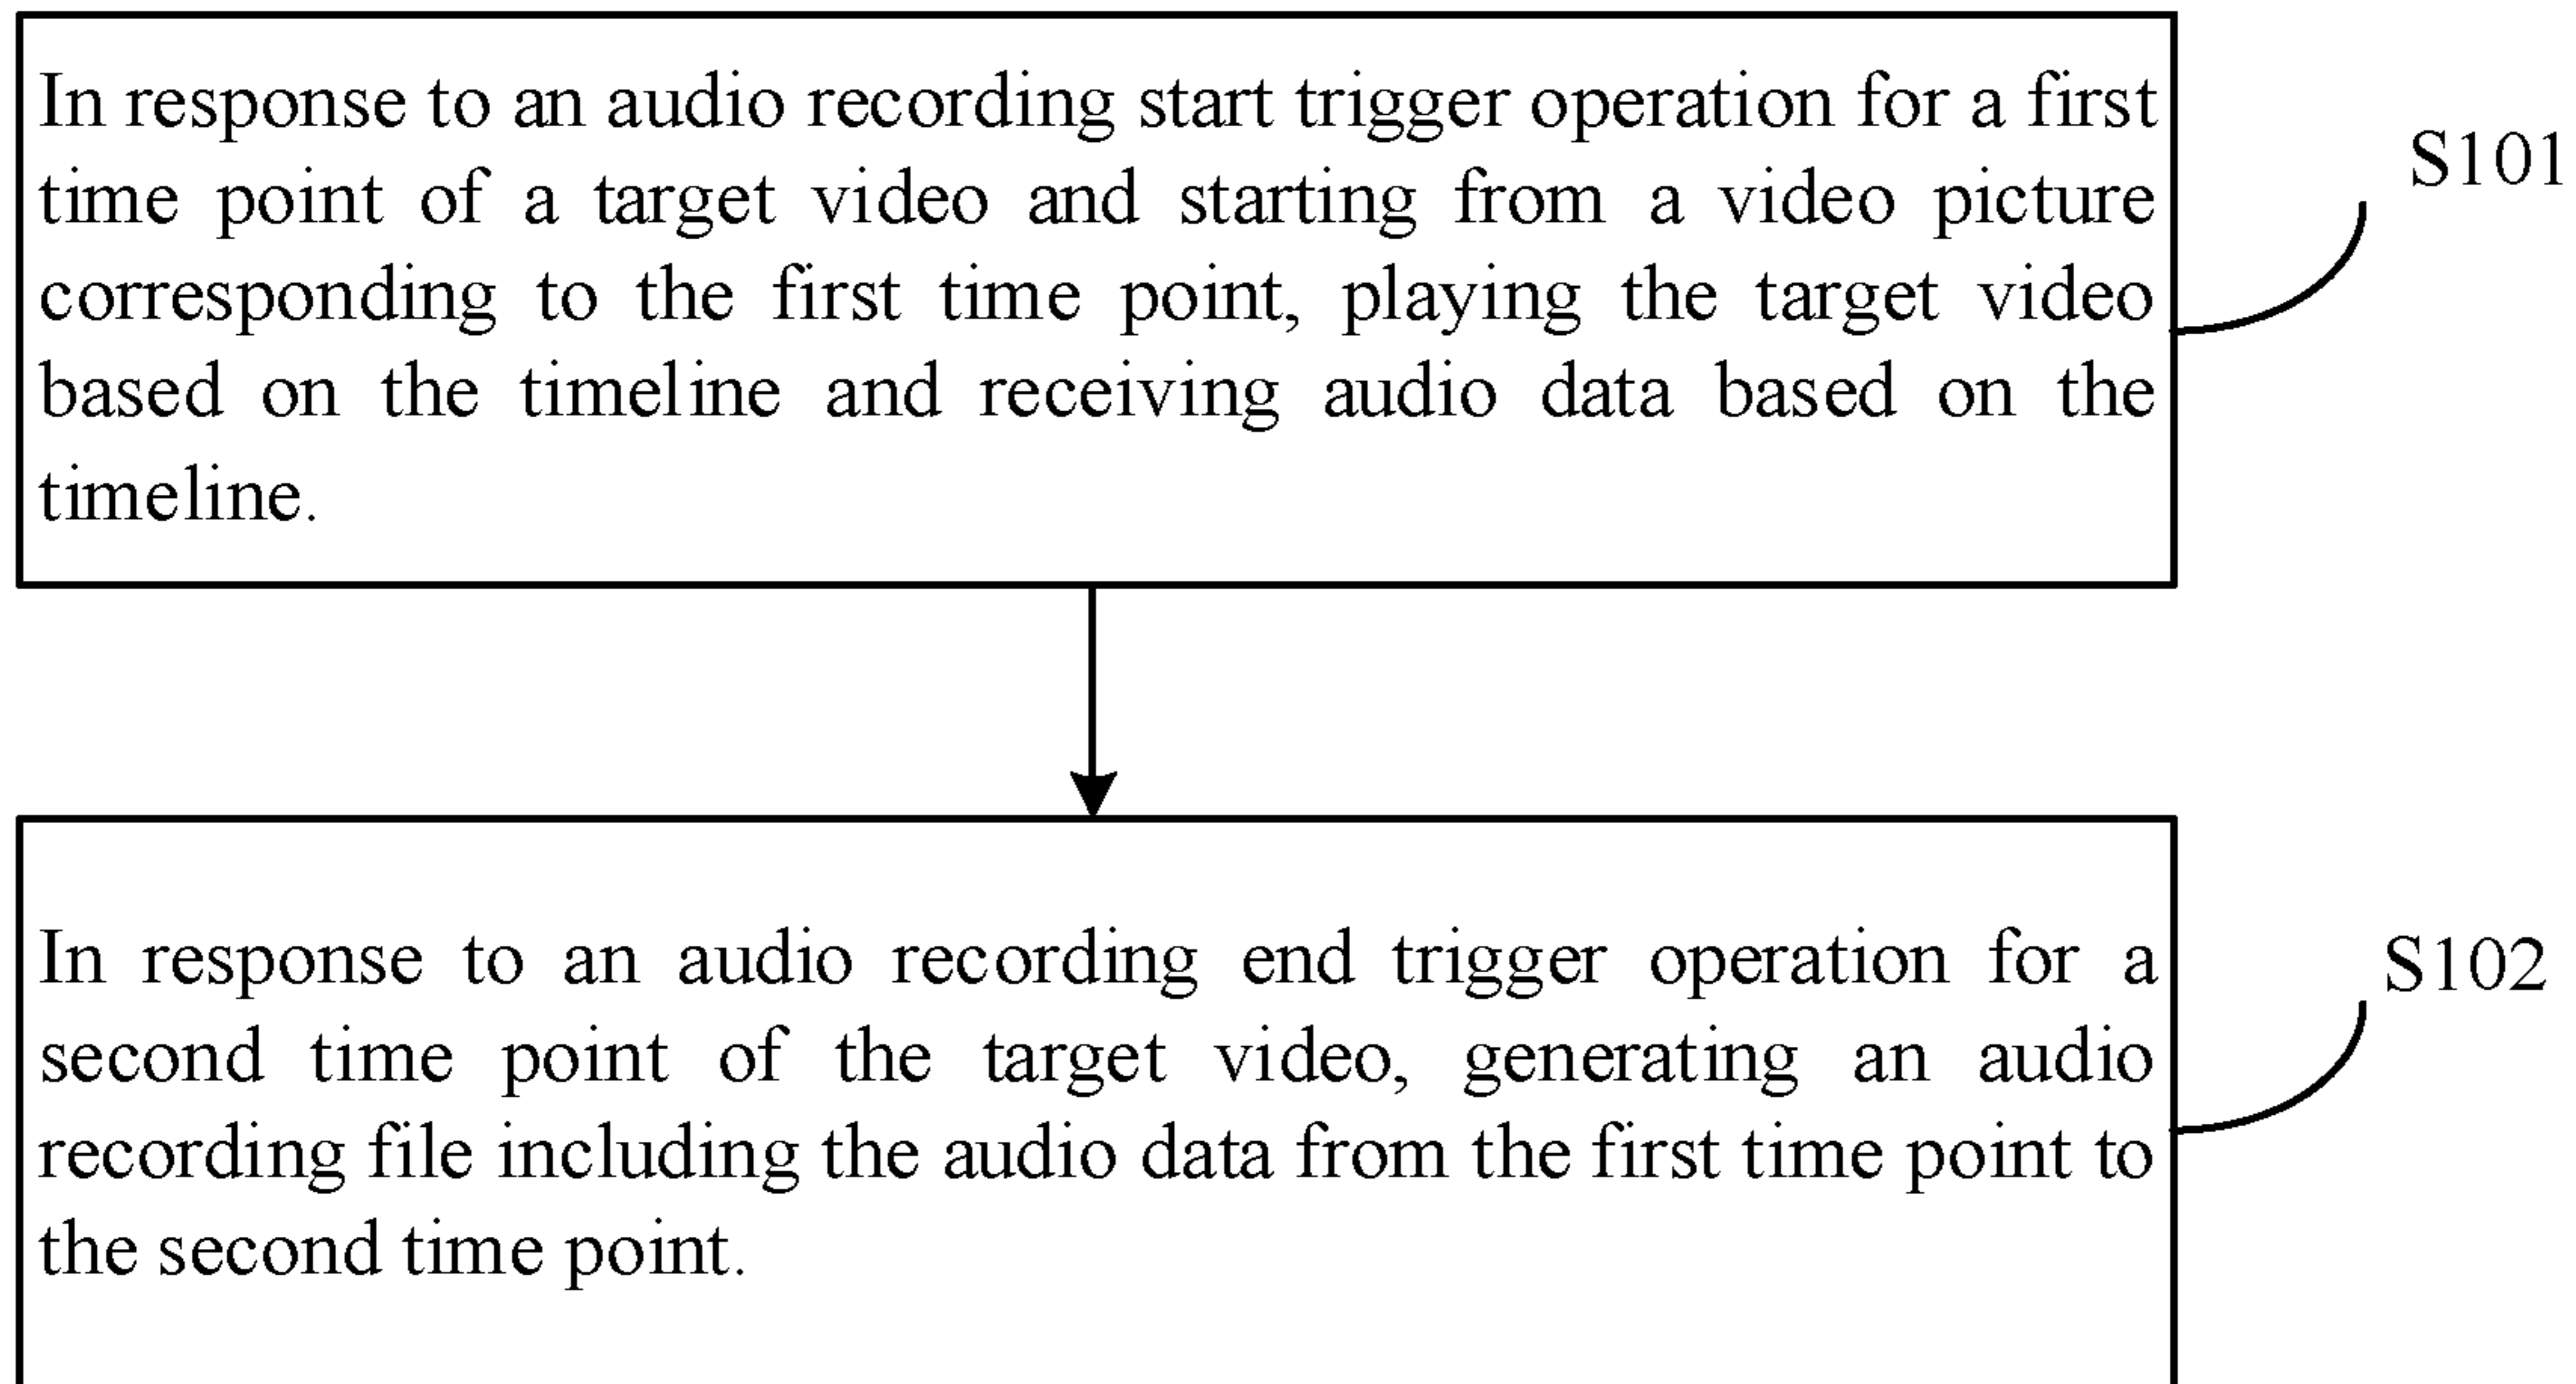 In response to an audio recording start trigger operation for a first
time point of a target video and starting from a video picture
corresponding to the first time point, playing the target video
based on the timeline and receiving audio data based on the
timeline.
S101
In response to an audio recording end trigger operation for a
second time point of the target video, generating an audio
recording file including the audio data from the first time point to
the second time point.
S102